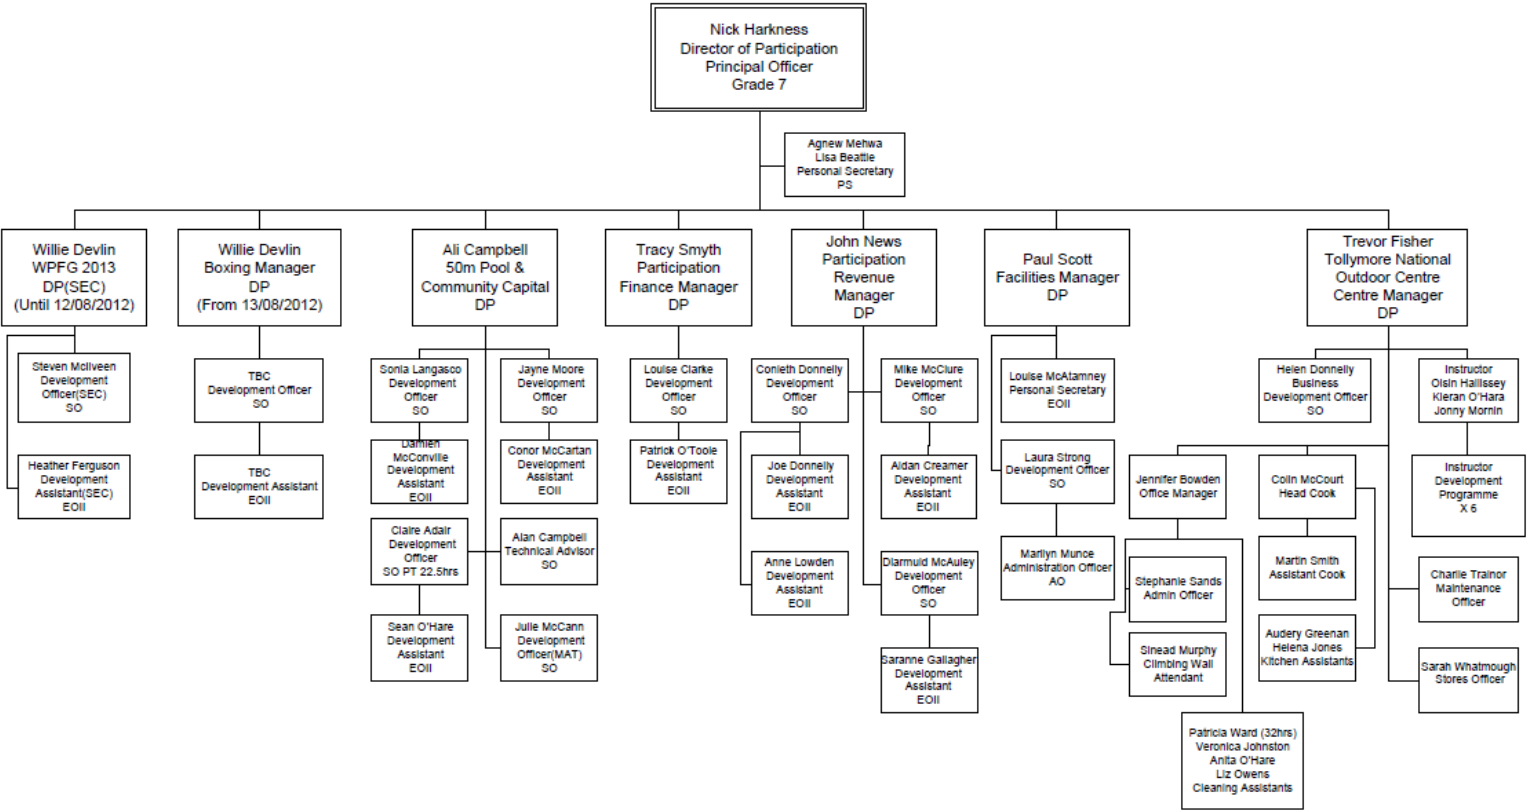 Nick Harkness
Director of Participation
Principal Officer
Grade 7
Agnew Mehwa
Lisa Beattie
Personal Secretary
PS
Willie Devlin
WPFG 2013
DP(SEC)
(Until 12/08/2012)
Willie Devlin
Boxing Manager
DP
(From 13/08/2012)
Ali Campbell
50m Pool &
Community Capital
DP
Tracy Smyth
Participation
Finance Manager
DP
John News
Participation
Revenue
Manager
DP
Paul Scott
Facilities Manager
DP
Trevor Fisher
Tollymore National
Outdoor Centre
Centre Manager
DP
Steven McIlveen
Development
Officer(SEC)
SO
TBC
Development Officer
SO
Sonia Langasco
Development
Officer
SO
Jayne Moore
Development
Officer
SO
Louise Clarke
Development
Officer
SO
Conleth Donnelly
Development
Officer
SO
Mike McClure
Development
Officer
SO
Louise McAtamney
Personal Secretary
EOII
Helen Donnelly
Business
Development Officer
SO
Instructor
Oisin Hallissey
Kieran O'Hara
Jonny Mornin
Heather Ferguson
Development
Assistant(SEC)
EOII
TBC
Development Assistant
EOII
Damien
McConville
Development
Assistant
EOII
Conor McCartan
Development
Assistant
EOII
Patrick O'Toole
Development
Assistant
EOII
Joe Donnelly
Development
Assistant
EOII
Aidan Creamer
Development
Assistant
EOII
Laura Strong
Development Officer
SO
Jennifer Bowden
Office Manager
Colin McCourt
Head Cook
Instructor
Development
Programme
X 6
Claire Adair
Development
Officer
SO PT 22.5hrs
Alan Campbell
Technical Advisor
SO
Anne Lowden
Development
Assistant
EOII
Diarmuid McAuley
Development
Officer
SO
Marilyn Munce
Administration Officer
AO
Stephanie Sands
Admin Officer
Martin Smith
Assistant Cook
Charlie Trainor
Maintenance
Officer
Sean O'Hare
Development
Assistant
EOII
Julie McCann
Development
Officer(MAT)
SO
Saranne Gallagher
Development
Assistant
EOII
Sinead Murphy
Climbing Wall
Attendant
Audery Greenan
Helena Jones
Kitchen Assistants
Sarah Whatmough
Stores Officer
Patricia Ward (32hrs)
Veronica Johnston
Anita O'Hare
Liz Owens
Cleaning Assistants